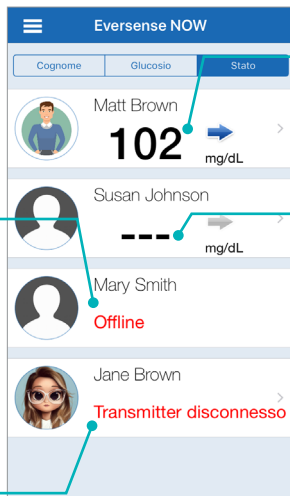 Eversense NOW
Cognome Glucosio Stato
Matt Brown
102
mg/dL
Susan Johnson
---
mg/dL
Mary Smith
Offline
Jane Brown
Transmitter disconnesso